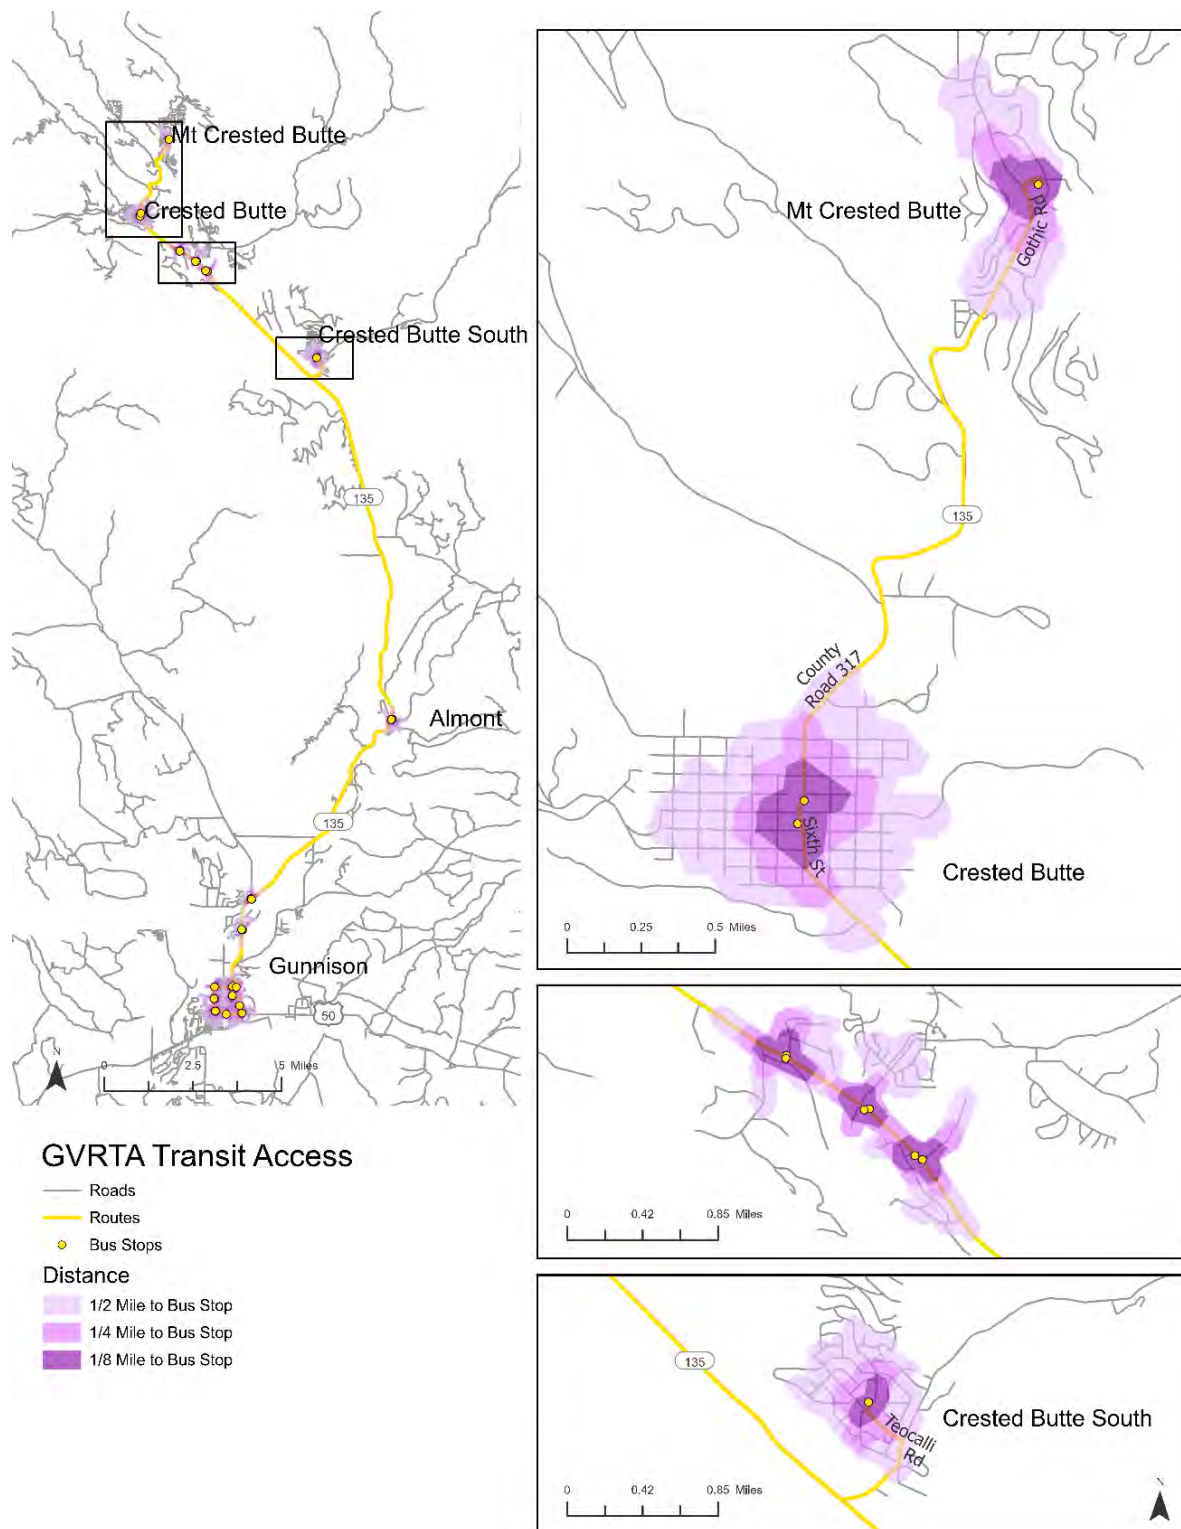 Mt Crested Butte
Crested Butte
Crested Butte South
135
Almont
135
Gunnison
50
N
0 2.5 5 Miles
GVRTA Transit Access
Roads
Routes
Bus Stops
Distance
1/2 Mile to Bus Stop
1/4 Mile to Bus Stop
1/8 Mile to Bus Stop
Mt Crested Butte
Gothic Rd
135
County
Road 317
Sixth St
Crested Butte
0 0.25 0.5 Miles
0 0.42 0.85 Miles
135
Teocalli
Rd
Crested Butte South
0 0.42 0.85 Miles
N